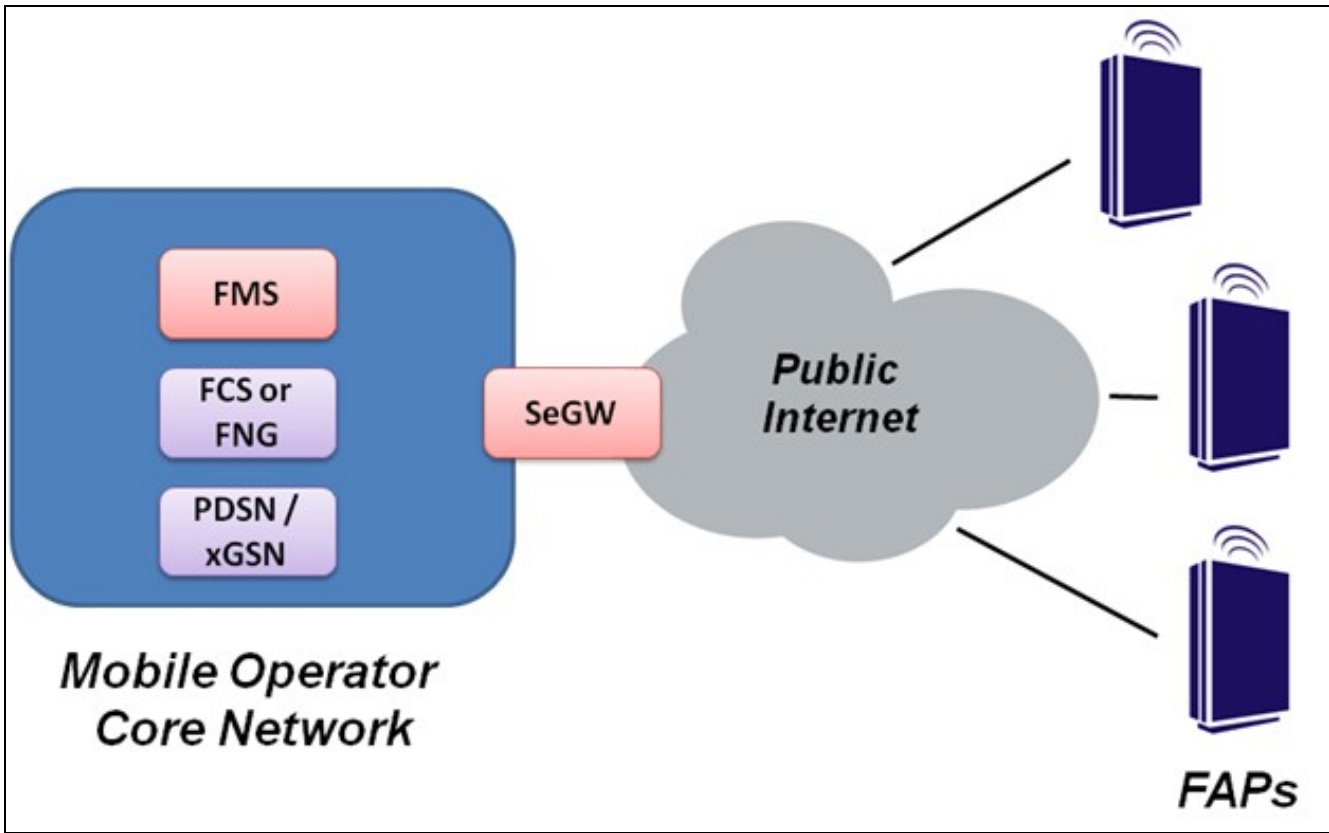 FMS
FCS or
FNG
PDSN /
xGSN
SeGW
Public
Internet
Mobile Operator
Core Network
FAPs